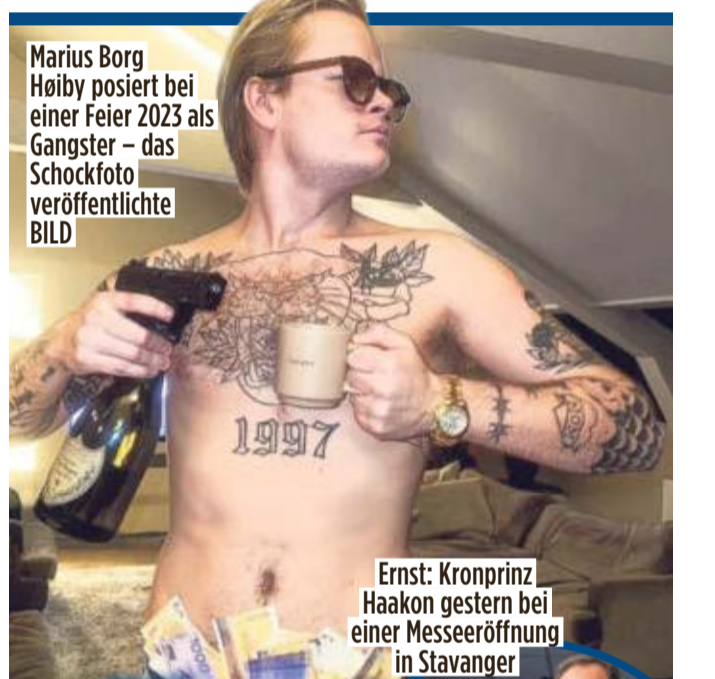 Marius Borg
Høiby posiert bei
einer Feier 2023 als
Gangster – das
Schockfoto
veröffentlichte
BILD
1997
Ernst: Kronprinz
Haakon gestern bei
einer Messeeröffnung
in Stavanger